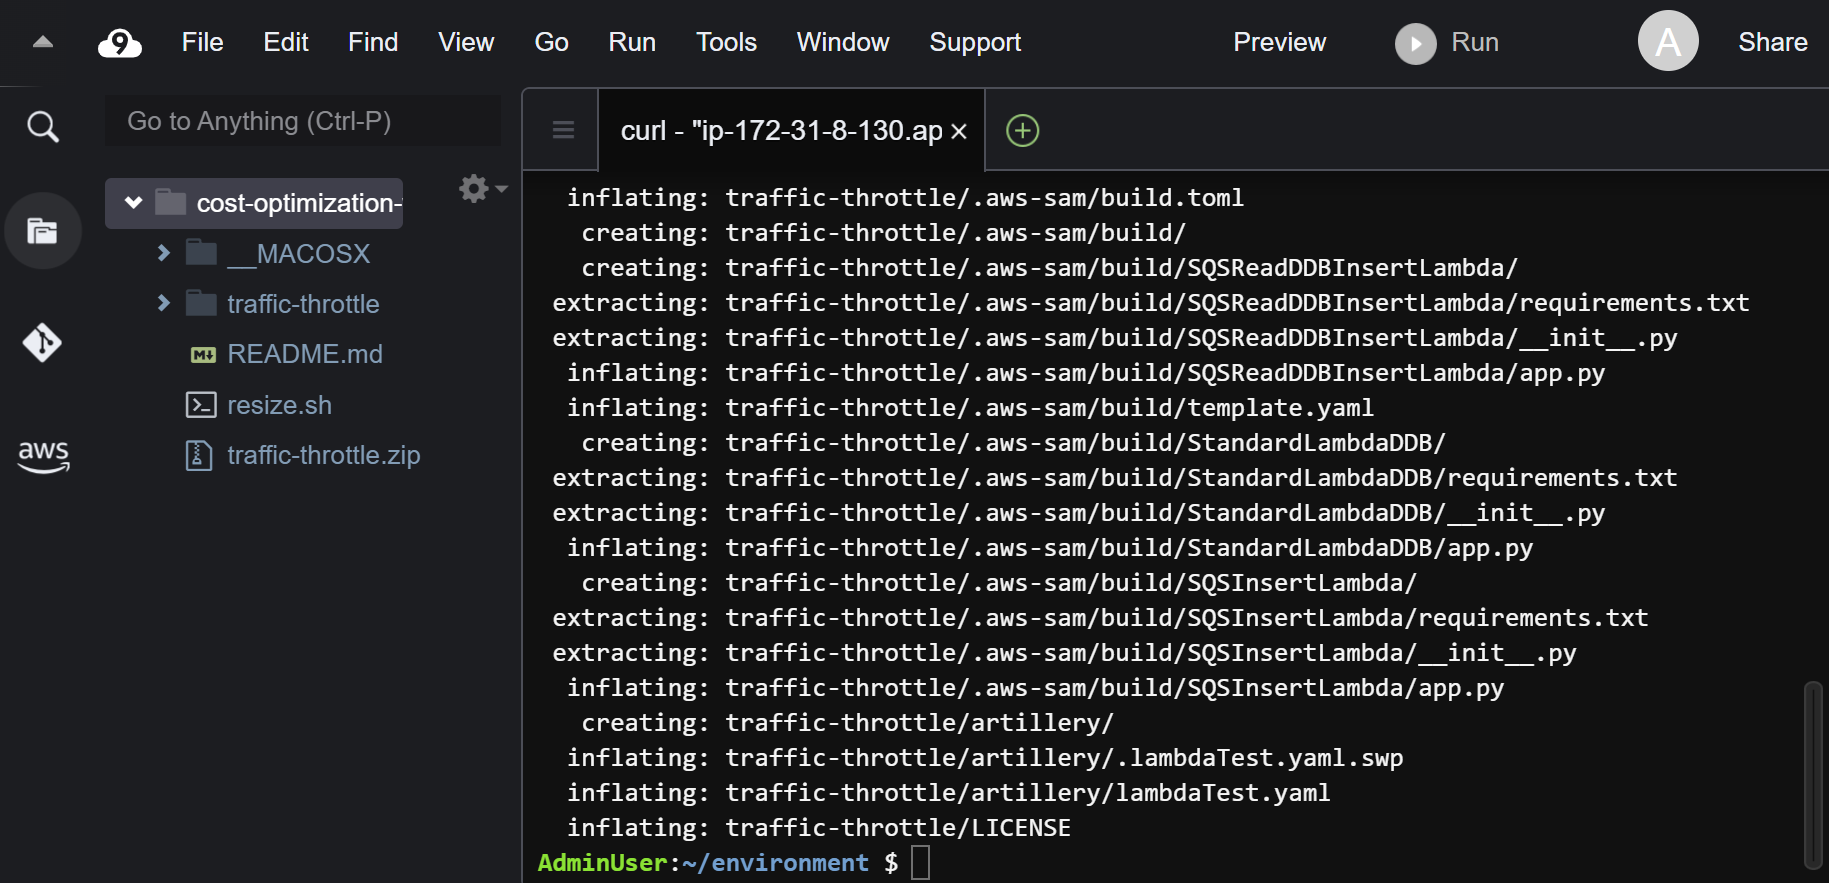 9 File Edit Find View Go Run Tools Window Support Preview Run A Share
Go to Anything (Ctrl-P)
curl - "ip-172-31-8-130.ap
cost-optimization-
__MACOSX
traffic-throttle
README.md
resize.sh
traffic-throttle.zip
aws
inflating: traffic-throttle/.aws-sam/build.toml
creating: traffic-throttle/.aws-sam/build/
creating: traffic-throttle/.aws-sam/build/SQSReadDDBInsertLambda/
extracting: traffic-throttle/.aws-sam/build/SQSReadDDBInsertLambda/requirements.txt
extracting: traffic-throttle/.aws-sam/build/SQSReadDDBInsertLambda/__init__.py
inflating: traffic-throttle/.aws-sam/build/SQSReadDDBInsertLambda/app.py
inflating: traffic-throttle/.aws-sam/build/template.yaml
creating: traffic-throttle/.aws-sam/build/StandardLambdaDDB/
extracting: traffic-throttle/.aws-sam/build/StandardLambdaDDB/requirements.txt
extracting: traffic-throttle/.aws-sam/build/StandardLambdaDDB/__init__.py
inflating: traffic-throttle/.aws-sam/build/StandardLambdaDDB/app.py
creating: traffic-throttle/.aws-sam/build/SQSInsertLambda/
extracting: traffic-throttle/.aws-sam/build/SQSInsertLambda/requirements.txt
extracting: traffic-throttle/.aws-sam/build/SQSInsertLambda/__init__.py
inflating: traffic-throttle/.aws-sam/build/SQSInsertLambda/app.py
creating: traffic-throttle/artillery/
inflating: traffic-throttle/artillery/.lambdaTest.yaml.swp
inflating: traffic-throttle/artillery/lambdaTest.yaml
inflating: traffic-throttle/LICENSE
AdminUser:~/environment $